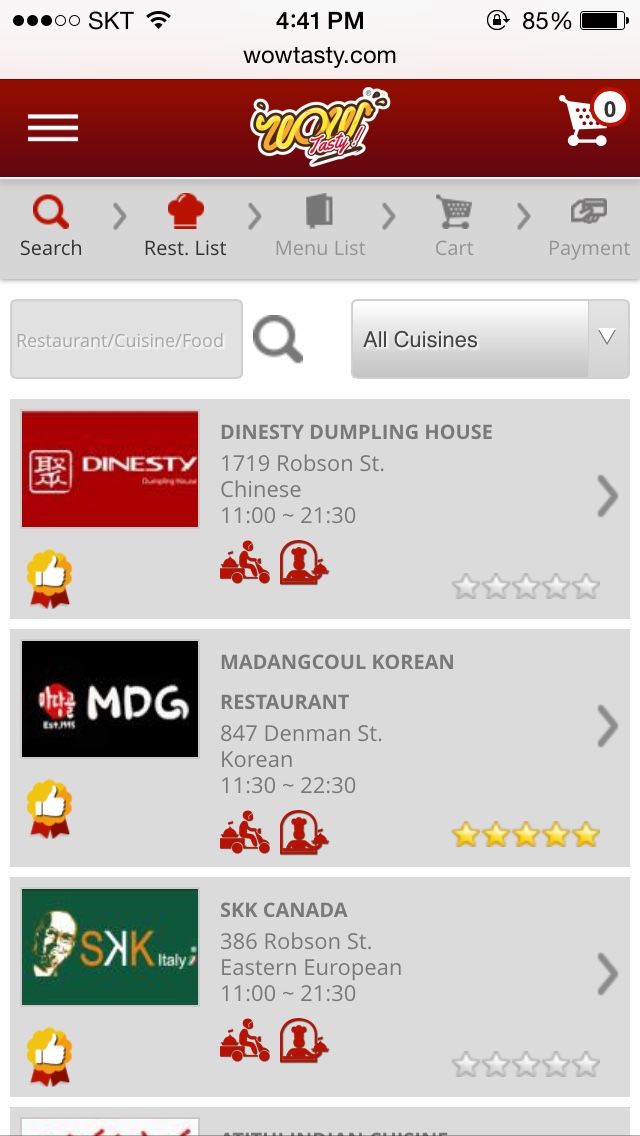 SKT 4:41 PM 85%
wowtasty.com
WOW
Tasty!
®
0
Search Rest. List Menu List Cart Payment
Restaurant/Cuisine/Food All Cuisines
聚 DINESTY
Dumpling House
DINESTY DUMPLING HOUSE
1719 Robson St.
Chinese
11:00 ~ 21:30
마당쿨 MDG
Est.1995
MADANGCOUL KOREAN
RESTAURANT
847 Denman St.
Korean
11:30 ~ 22:30
SKK Italy
SKK CANADA
386 Robson St.
Eastern European
11:00 ~ 21:30